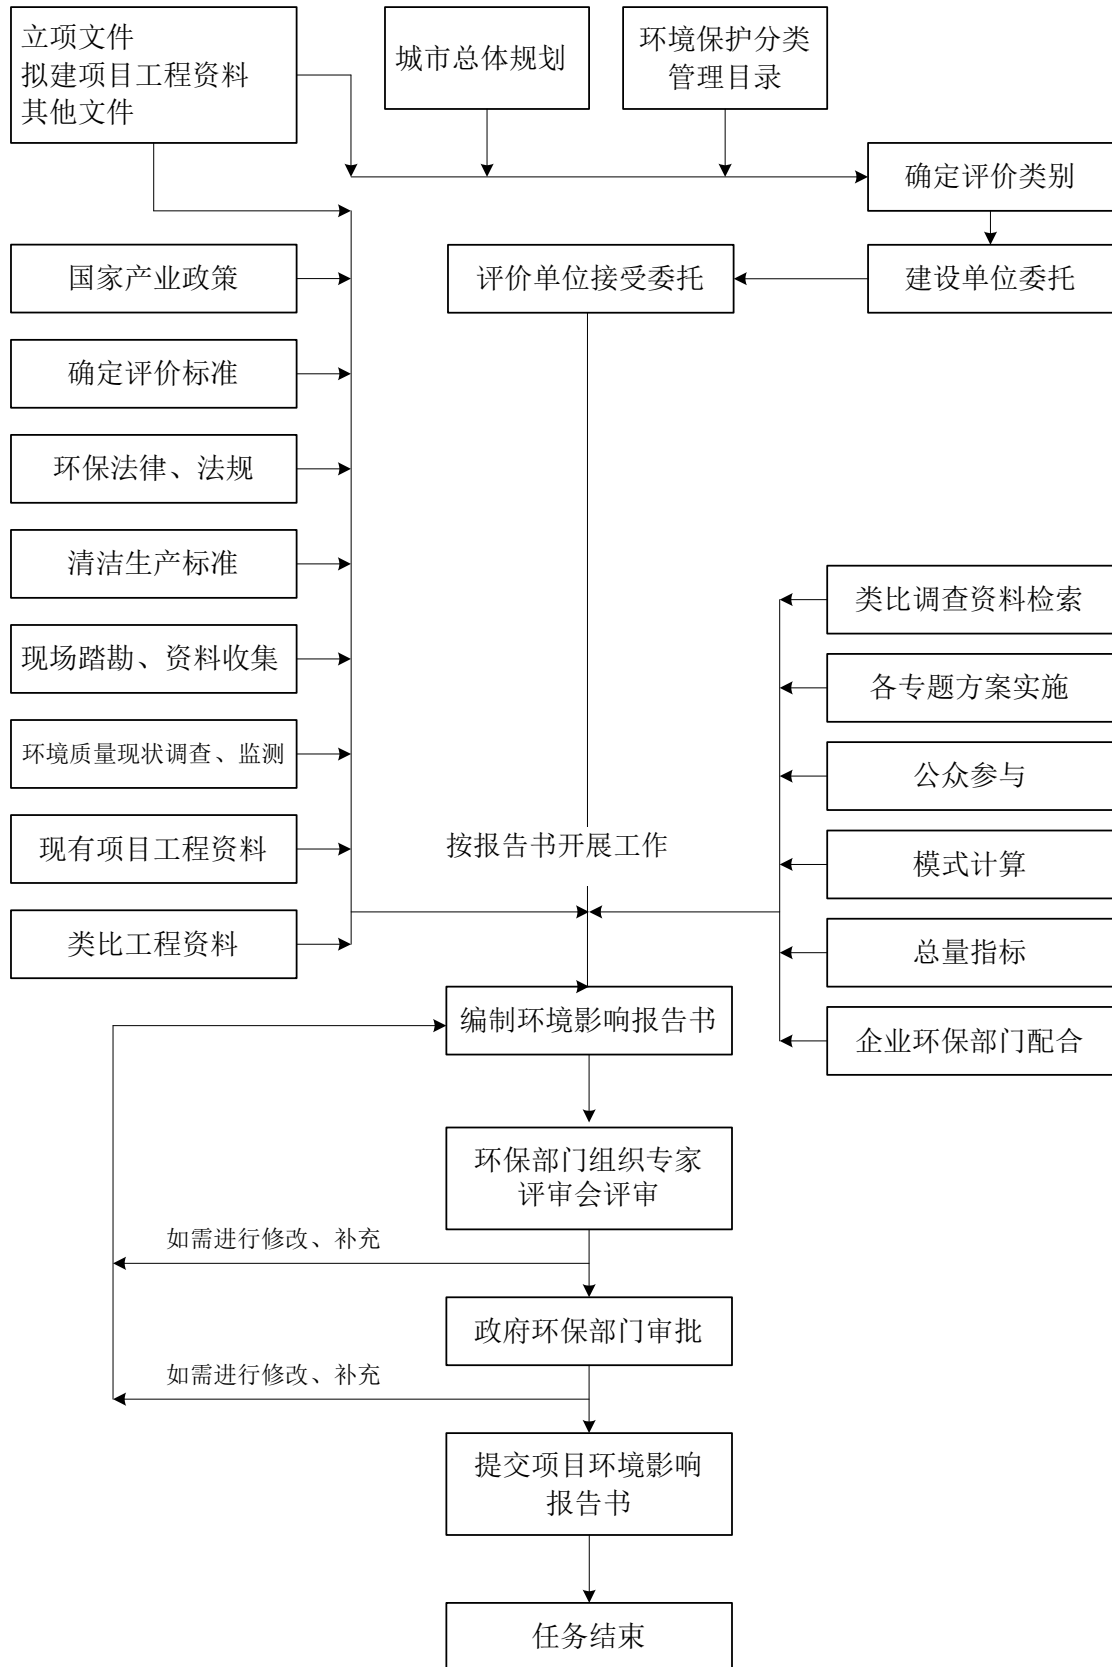 立项文件
拟建项目工程资料
其他文件
城市总体规划
环境保护分类
管理目录
确定评价类别
国家产业政策
评价单位接受委托
建设单位委托
确定评价标准
环保法律、法规
清洁生产标准
类比调查资料检索
现场踏勘、资料收集
各专题方案实施
环境质量现状调查、监测
公众参与
现有项目工程资料
按报告书开展工作
模式计算
类比工程资料
总量指标
编制环境影响报告书
企业环保部门配合
环保部门组织专家
评审会评审
如需进行修改、补充
政府环保部门审批
如需进行修改、补充
提交项目环境影响
报告书
任务结束